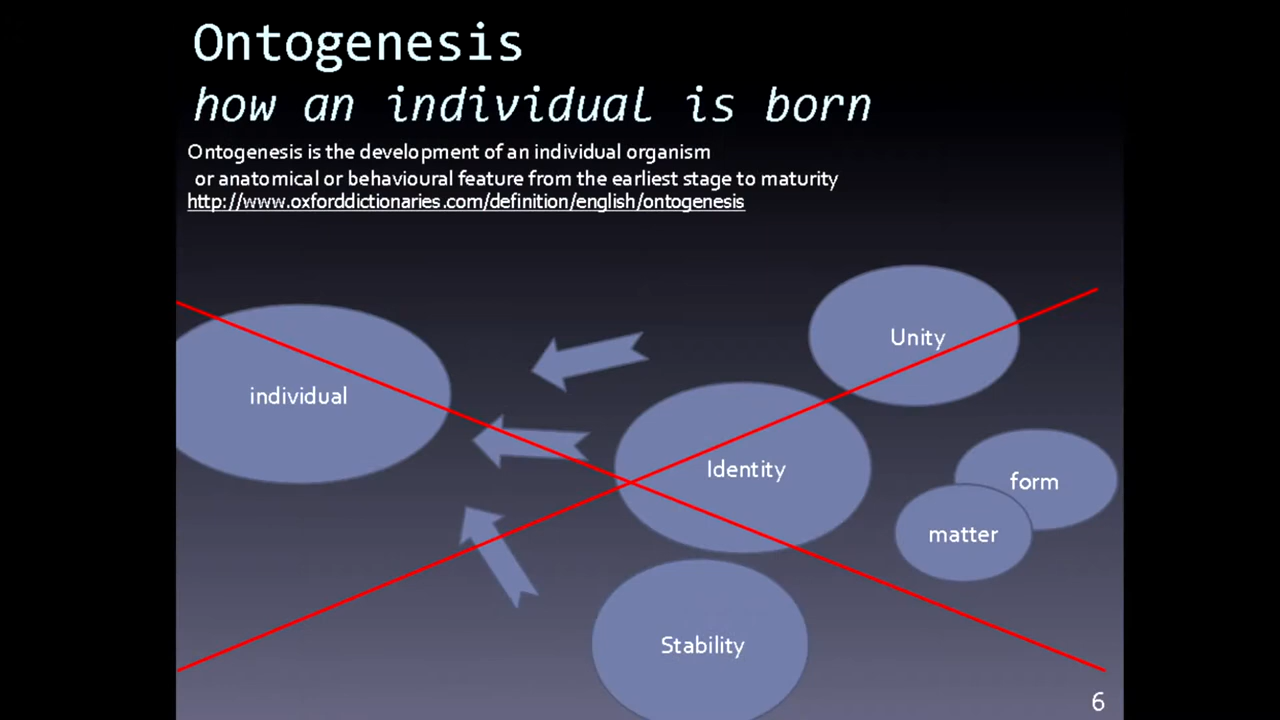 Ontogenesis
how an individual is born
Ontogenesis is the development of an individual organism
or anatomical or behavioural feature from the earliest stage to maturity
http://www.oxforddictionaries.com/definition/english/ontogenesis
Unity
individual
Identity
form
matter
Stability
6